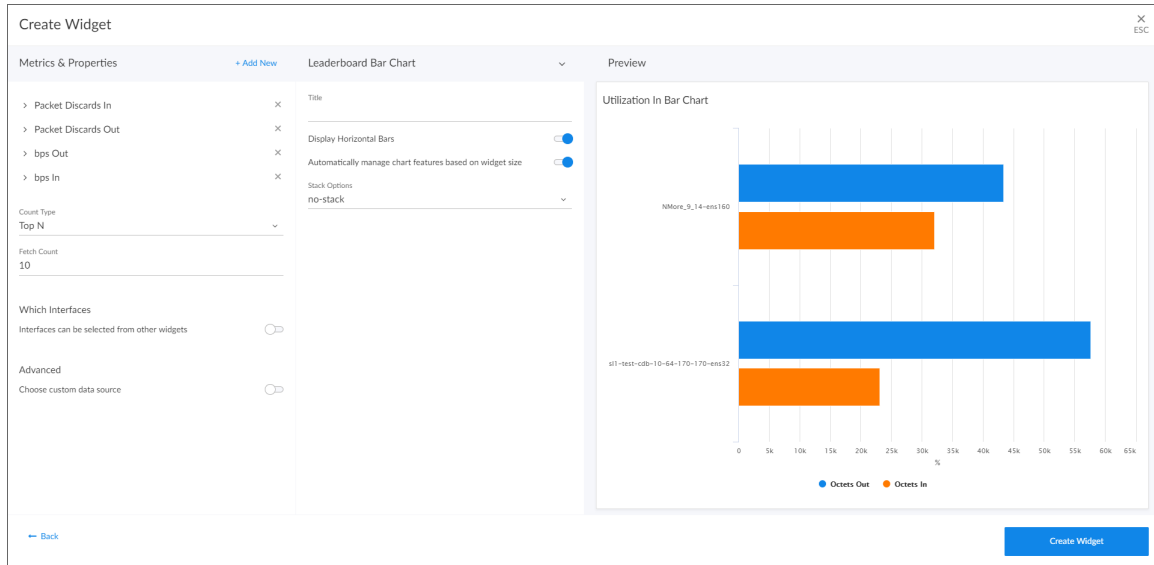 Create Widget
ESC
Metrics & Properties
+ Add New
Packet Discards In
Packet Discards Out
bps Out
bps In
Count Type
Top N
Fetch Count
10
Which Interfaces
Interfaces can be selected from other widgets
Advanced
Choose custom data source
Leaderboard Bar Chart
Title
Display Horizontal Bars
Automatically manage chart features based on widget size
Stack Options
no-stack
Preview
Utilization In Bar Chart
NMore_9_14-ens160
sl1-test-cdb-10-64-170-170-ens32
0 5k 10k 15k 20k 25k 30k 35k 40k 45k 50k 55k 60k 65k
%
Octets Out Octets In
← Back
Create Widget